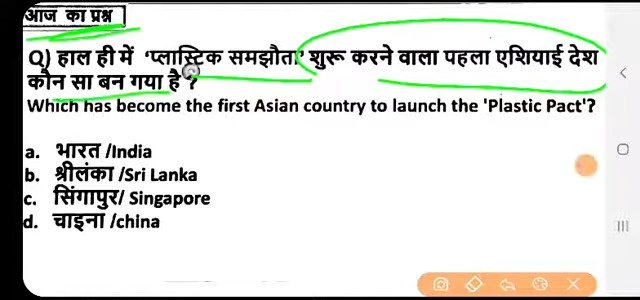 आज का प्रश्न
Q) हाल ही में ‘प्लास्टिक समझौता’ शुरू करने वाला पहला एशियाई देश
कौन सा बन गया है ?
Which has become the first Asian country to launch the 'Plastic Pact'?
a. भारत /India
b. श्रीलंका /Sri Lanka
c. सिंगापुर/ Singapore
d. चाइना /china